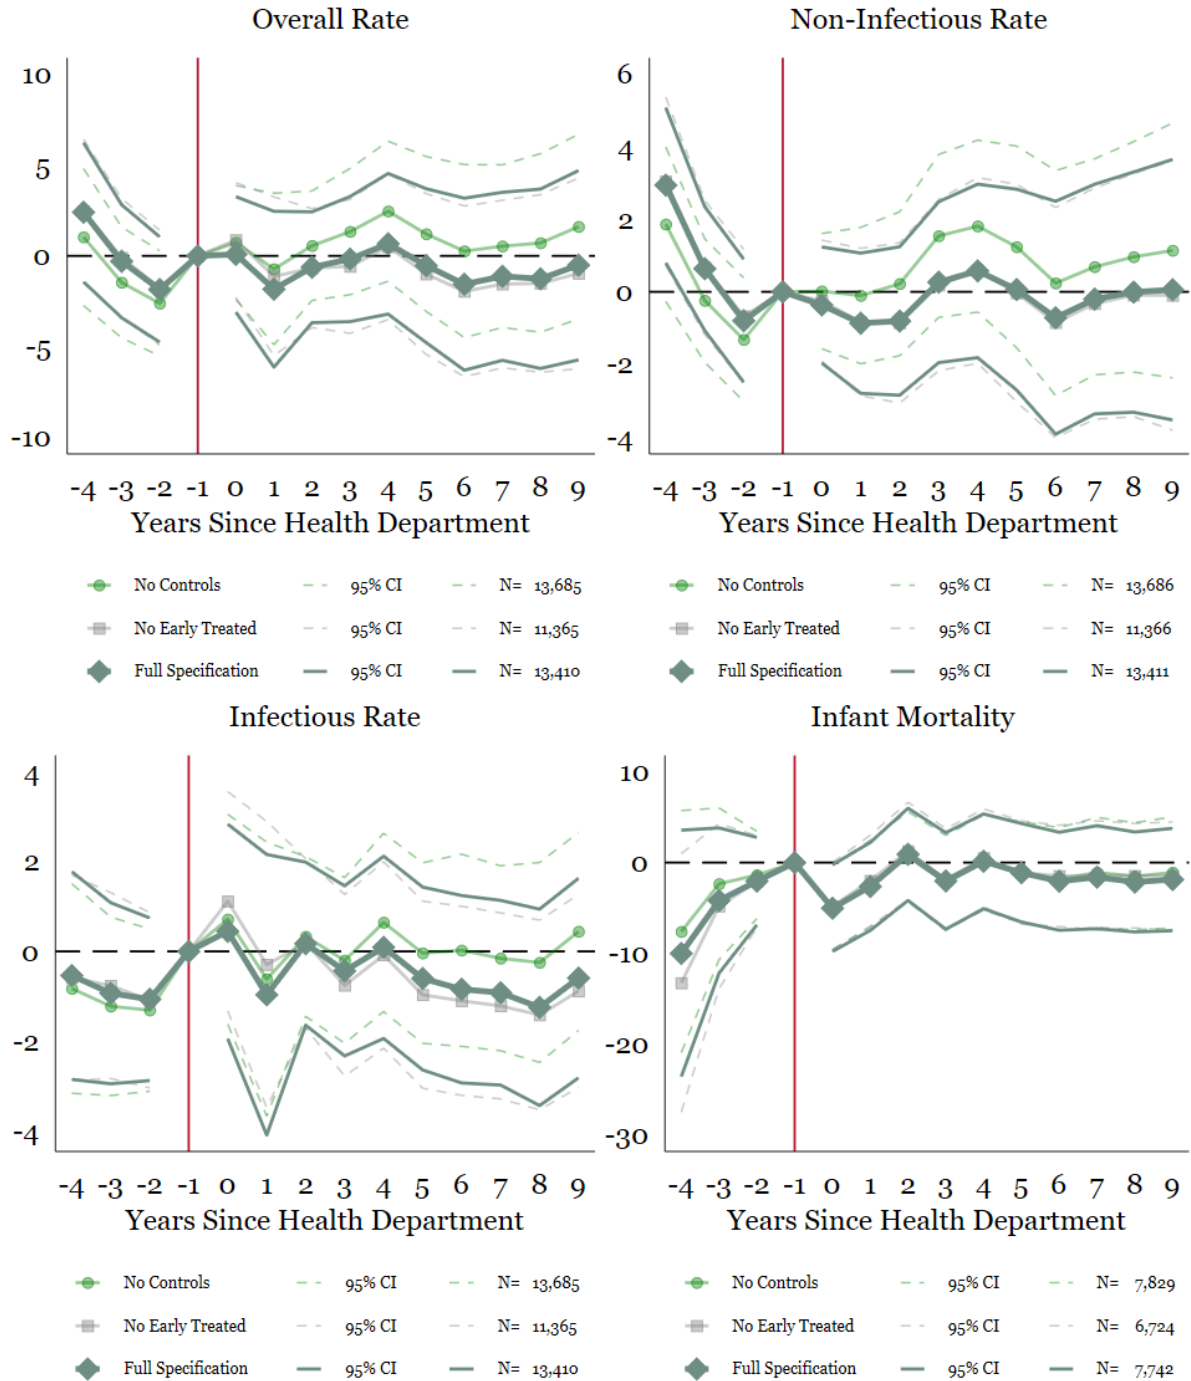 Overall Rate
10
5
0
-5
-10
-4 -3 -2 -1 0 1 2 3 4 5 6 7 8 9
Years Since Health Department
No Controls 95% CI N= 13,685
No Early Treated 95% CI N= 11,365
Full Specification 95% CI N= 13,410
Non-Infectious Rate
6
4
2
0
-2
-4
-4 -3 -2 -1 0 1 2 3 4 5 6 7 8 9
Years Since Health Department
No Controls 95% CI N= 13,686
No Early Treated 95% CI N= 11,366
Full Specification 95% CI N= 13,411
Infectious Rate
4
2
0
-2
-4
-4 -3 -2 -1 0 1 2 3 4 5 6 7 8 9
Years Since Health Department
No Controls 95% CI N= 13,685
No Early Treated 95% CI N= 11,365
Full Specification 95% CI N= 13,410
Infant Mortality
10
0
-10
-20
-30
-4 -3 -2 -1 0 1 2 3 4 5 6 7 8 9
Years Since Health Department
No Controls 95% CI N= 7,829
No Early Treated 95% CI N= 6,724
Full Specification 95% CI N= 7,742